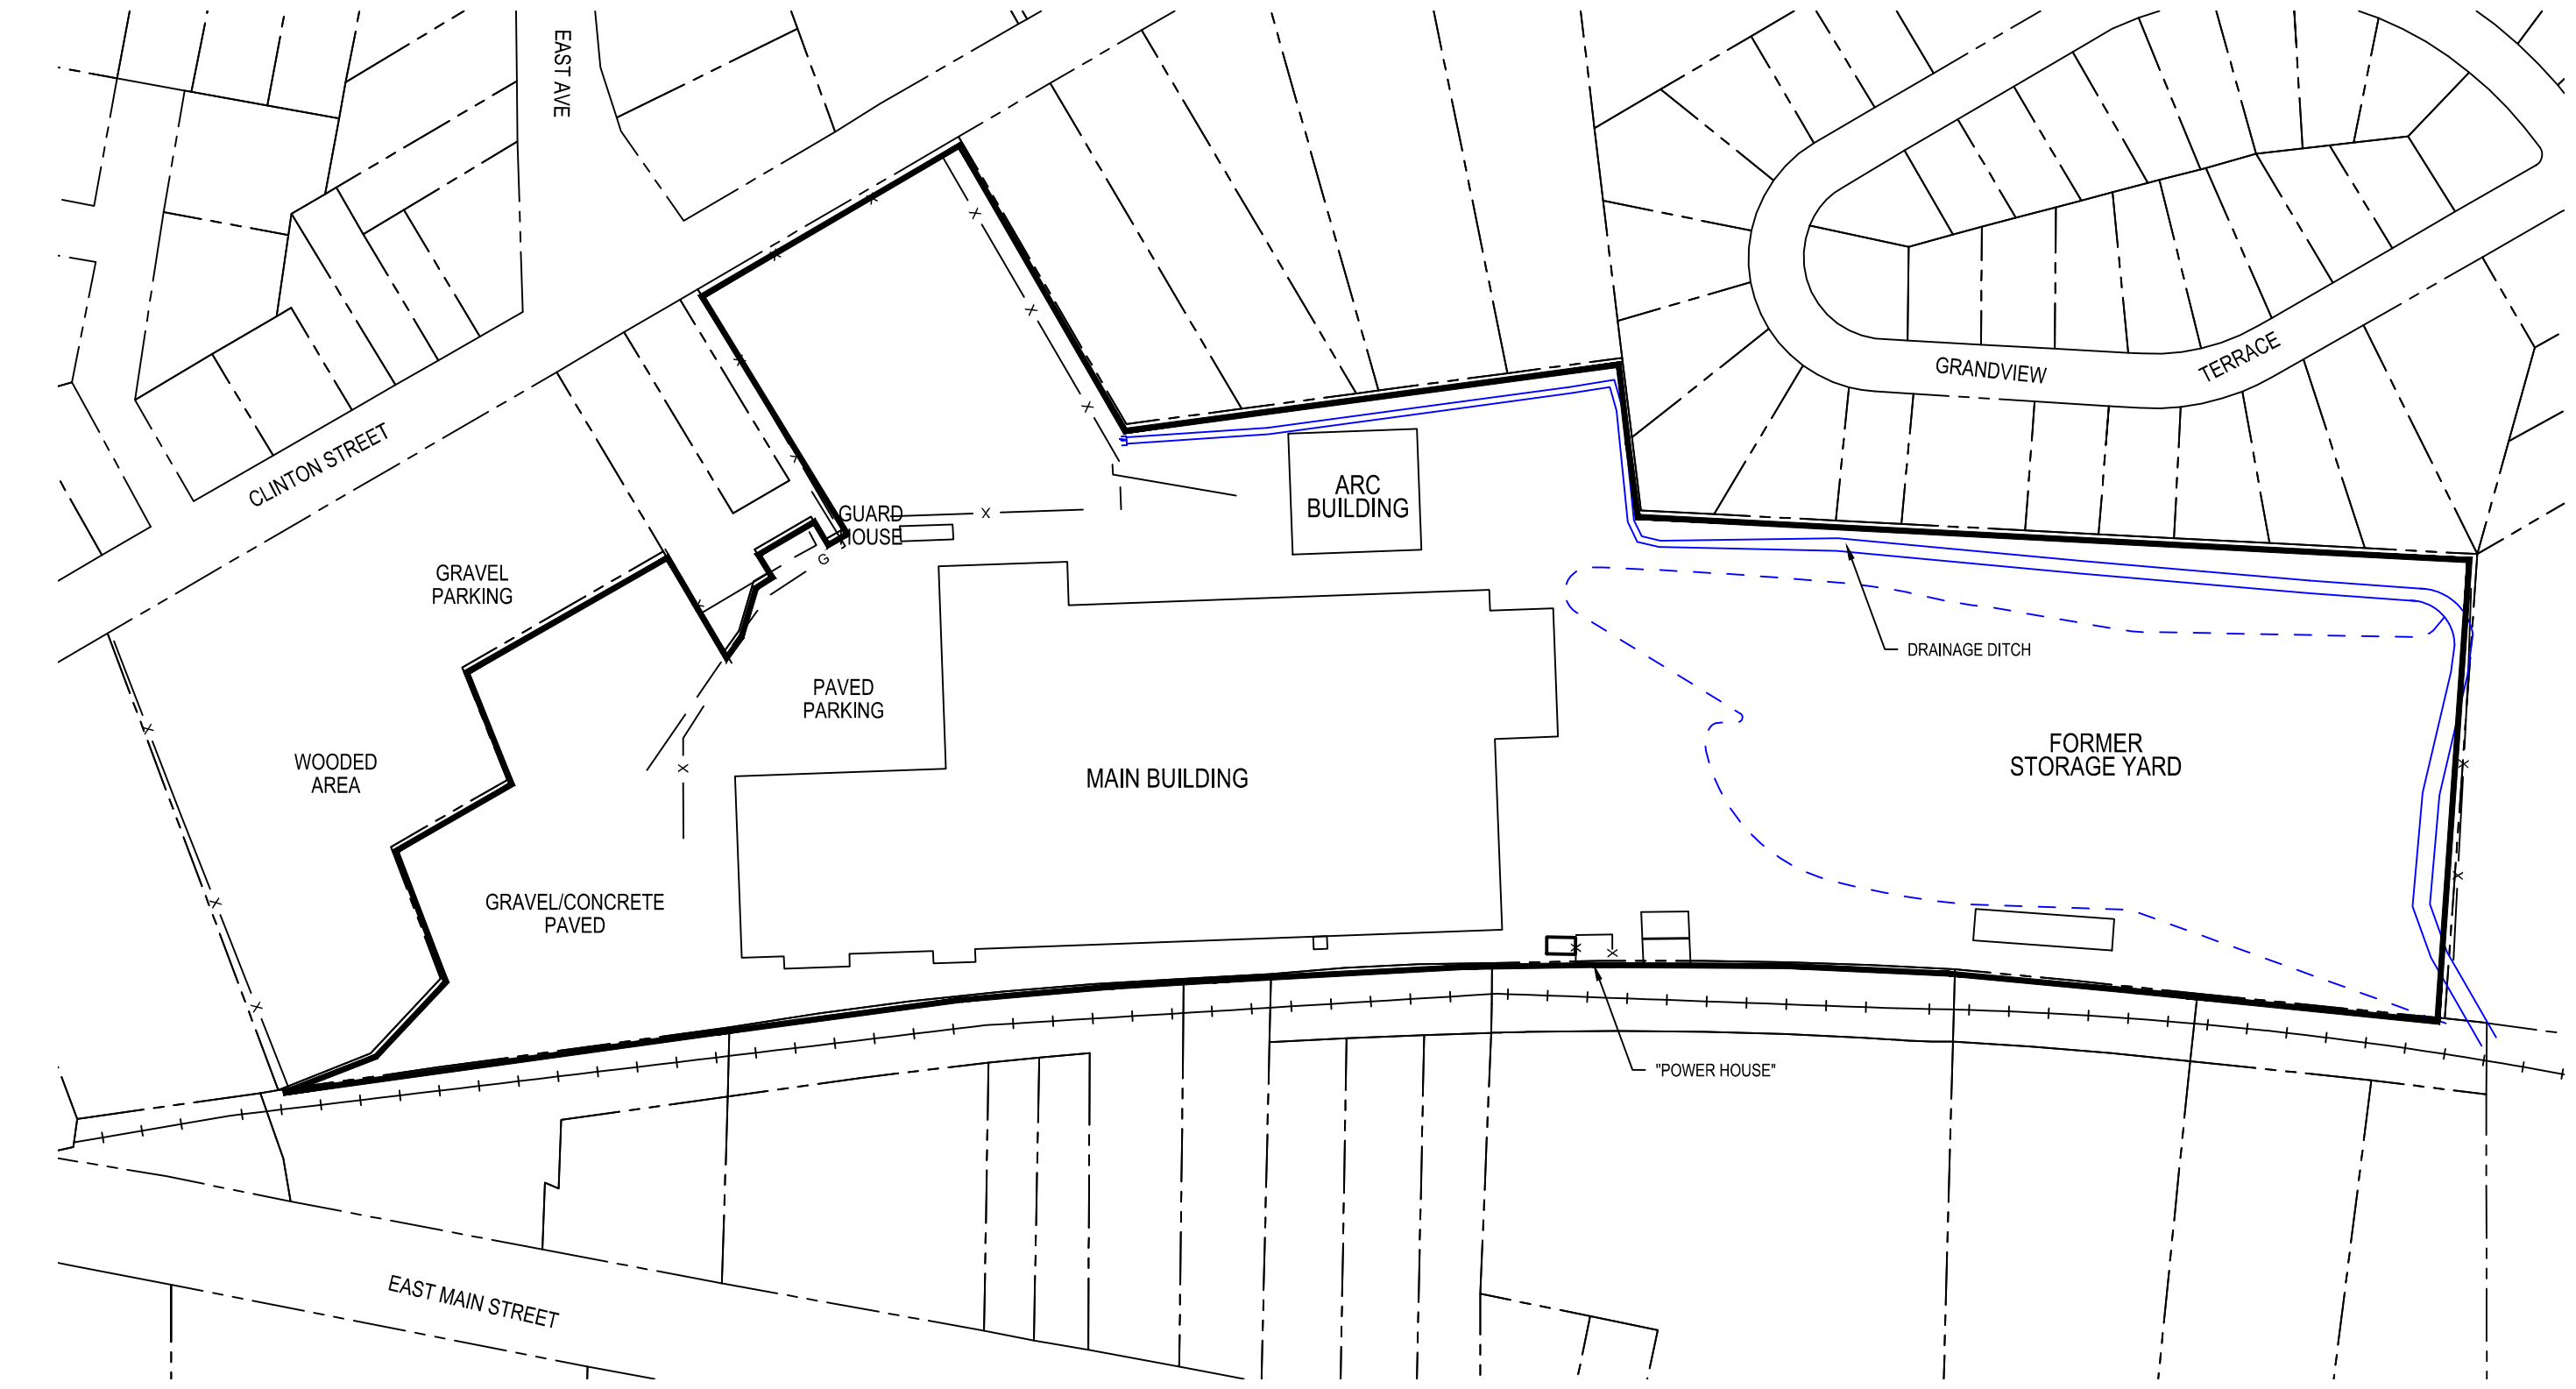 EAST AVE
GRANDVIEW
TERRACE
CLINTON STREET
ARC
BUILDING
GUARD
HOUSE
G
GRAVEL
PARKING
DRAINAGE DITCH
PAVED
PARKING
FORMER
STORAGE YARD
WOODED
AREA
MAIN BUILDING
GRAVEL/CONCRETE
PAVED
"POWER HOUSE"
EAST MAIN STREET